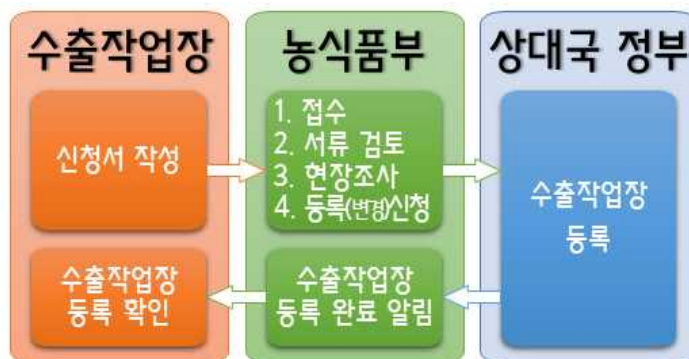 수출작업장
농식품부
상대국 정부
신청서 작성
1. 접수
2. 서류 검토
3. 현장조사
4. 등록(변경)신청
수출작업장
등록
수출작업장
등록 완료 알림
수출작업장
등록 확인